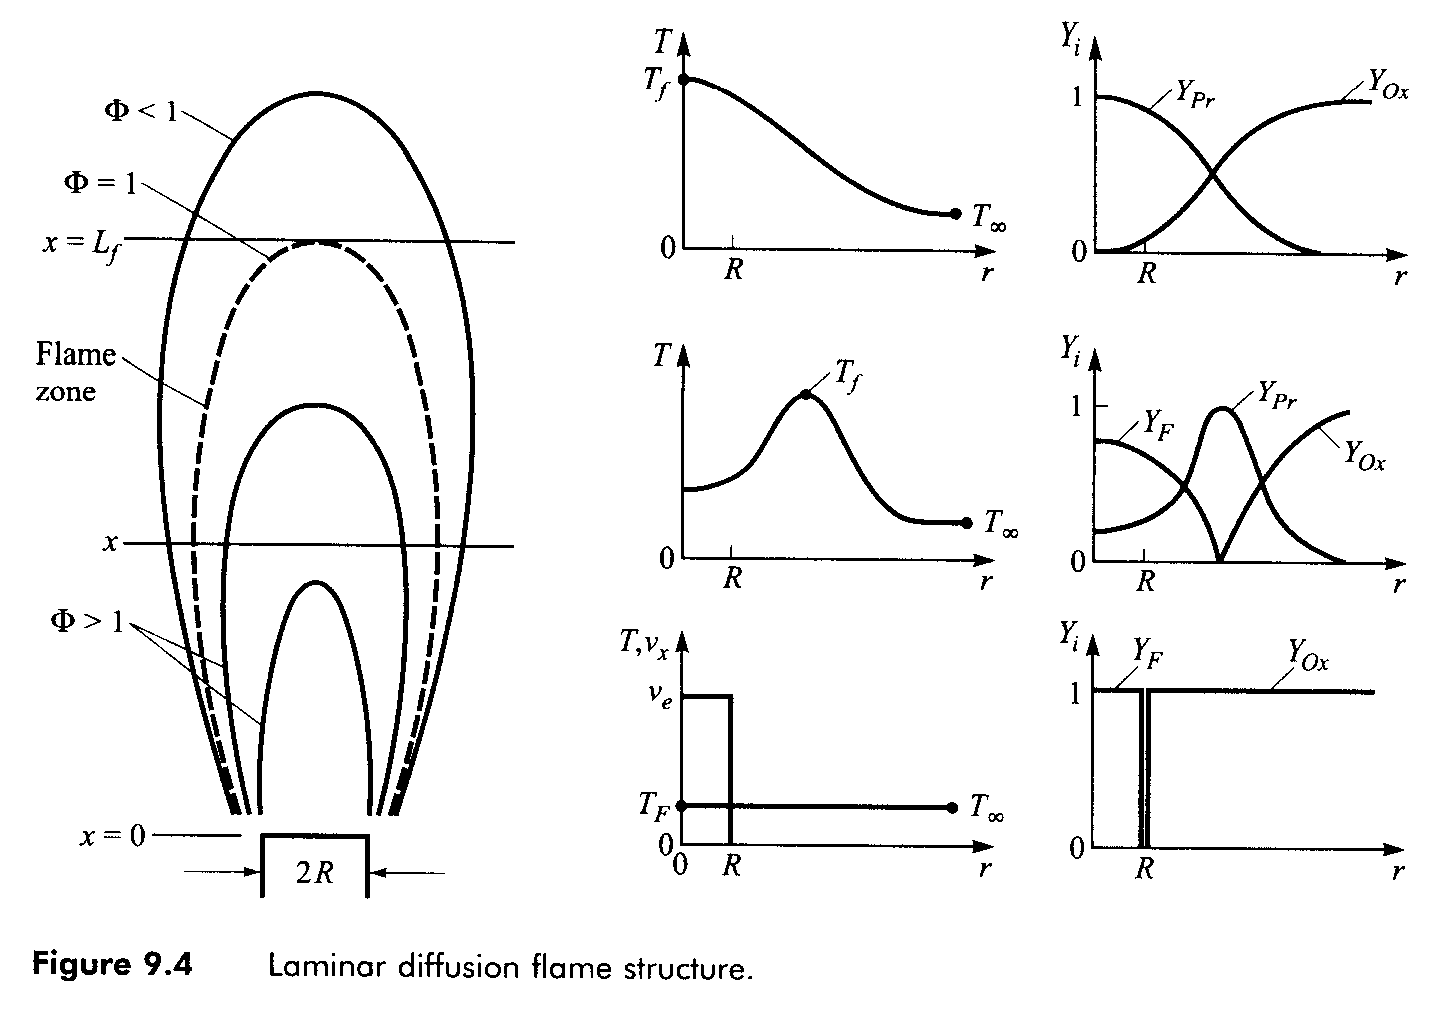 Φ < 1
Φ = 1
x = L_f
Flame
zone
x
Φ > 1
x = 0
2R
T
T_f
T_∞
0
R
r
Y_i
1
Y_Pr
Y_Ox
0
R
r
T
T_f
T_∞
0
R
r
Y_i
1
Y_F
Y_Pr
Y_Ox
0
R
r
T, v_x
v_e
T_F
T_∞
0
0
R
r
Y_i
Y_F
Y_Ox
1
0
R
r
Figure 9.4 Laminar diffusion flame structure.